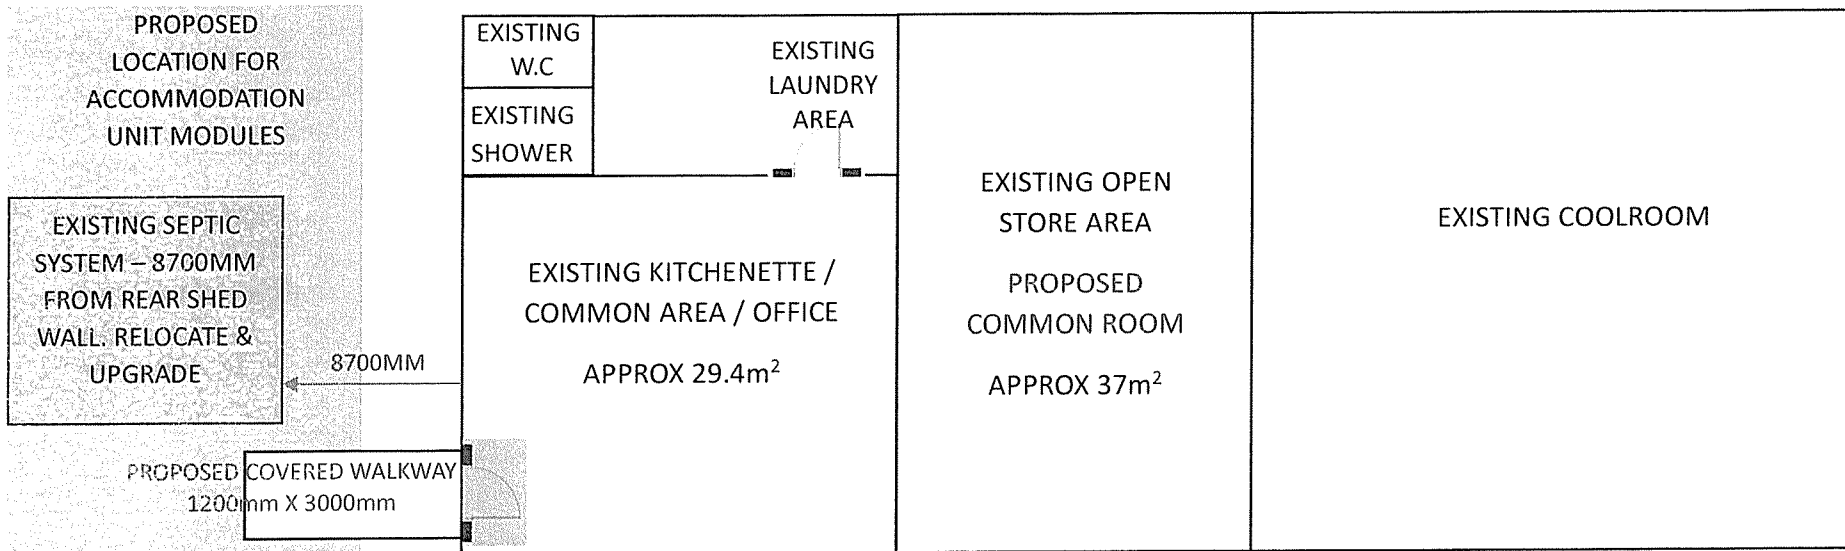 PROPOSED
LOCATION FOR
ACCOMMODATION
UNIT MODULES
EXISTING SEPTIC
SYSTEM – 8700MM
FROM REAR SHED
WALL. RELOCATE &
UPGRADE
8700MM
PROPOSED COVERED WALKWAY
1200mm X 3000mm
EXISTING
W.C
EXISTING
SHOWER
EXISTING
LAUNDRY
AREA
EXISTING KITCHENETTE /
COMMON AREA / OFFICE
APPROX 29.4m²
EXISTING OPEN
STORE AREA
PROPOSED
COMMON ROOM
APPROX 37m²
EXISTING COOLROOM